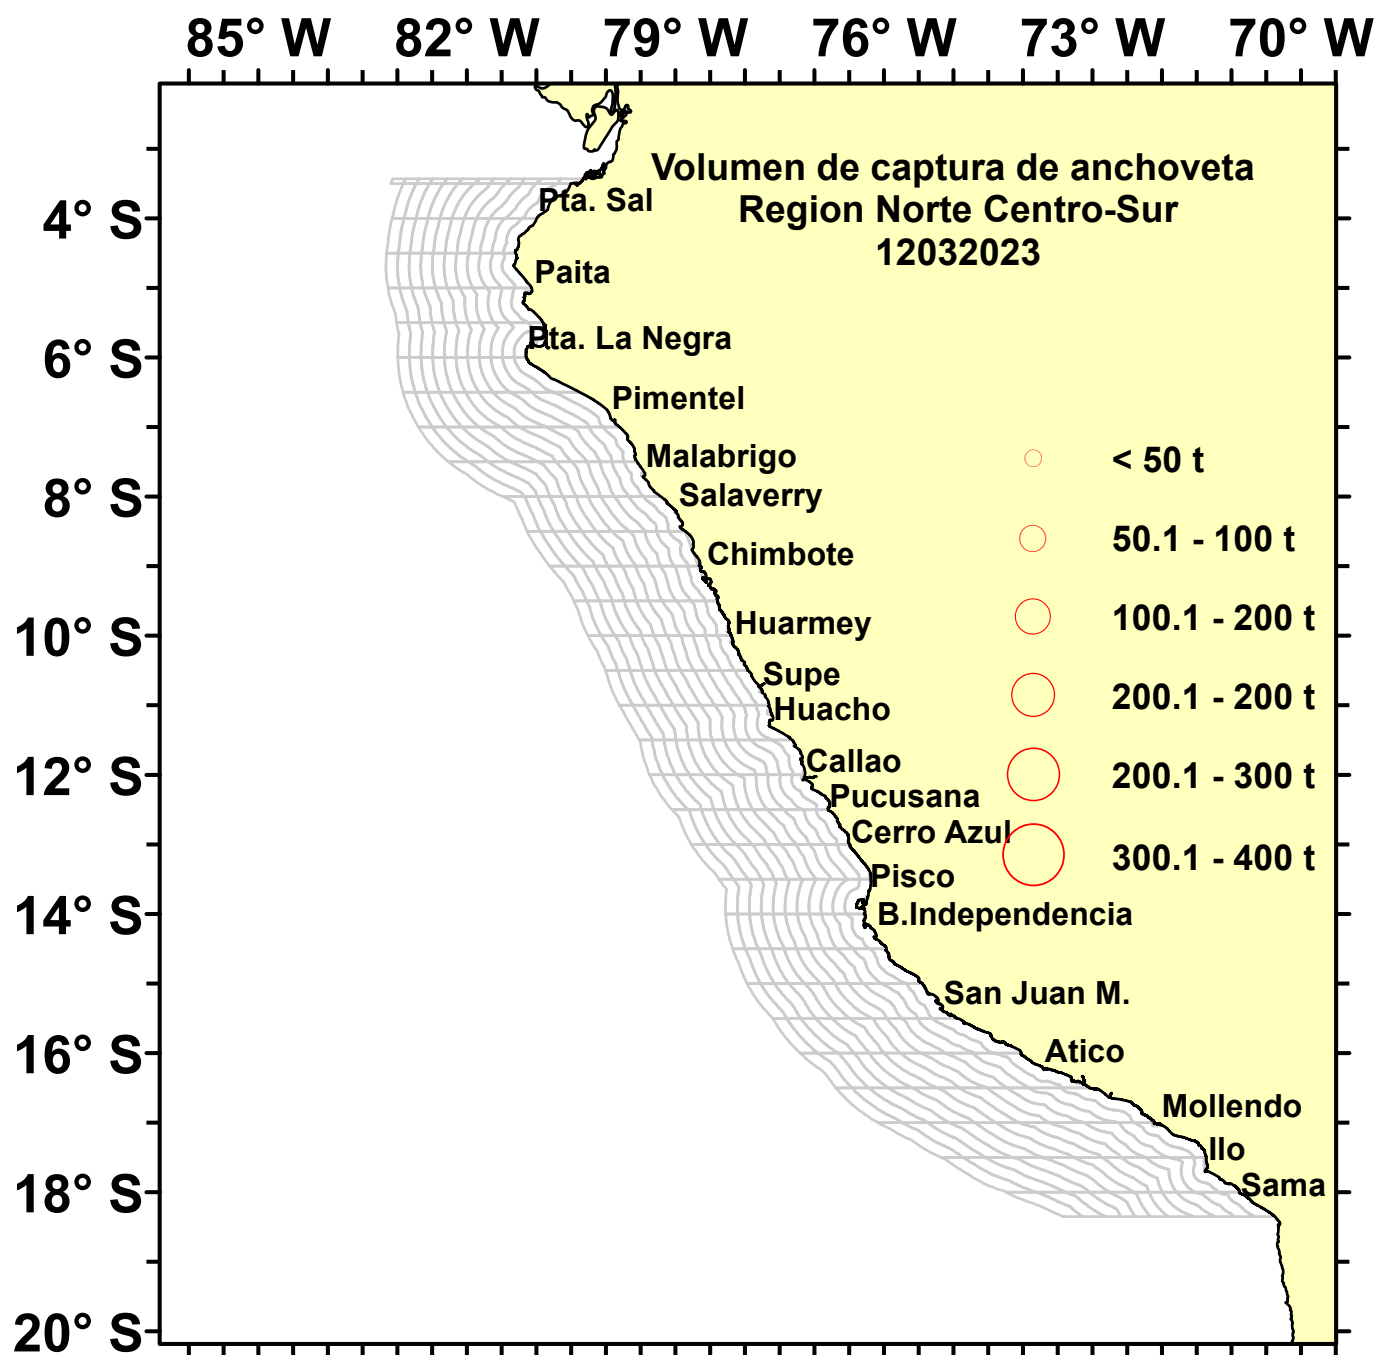 85° W 82° W 79° W 76° W 73° W 70° W
Volumen de captura de anchoveta
Region Norte Centro-Sur
12032023
4° S
6° S
8° S
10° S
12° S
14° S
16° S
18° S
20° S
Pta. Sal
Paita
Pta. La Negra
Pimentel
Malabrigo
Salaverry
Chimbote
Huarmey
Supe
Huacho
Callao
Pucusana
Cerro Azul
Pisco
B.Independencia
San Juan M.
Atico
Mollendo
Ilo
Sama
< 50 t
50.1 - 100 t
100.1 - 200 t
200.1 - 200 t
200.1 - 300 t
300.1 - 400 t